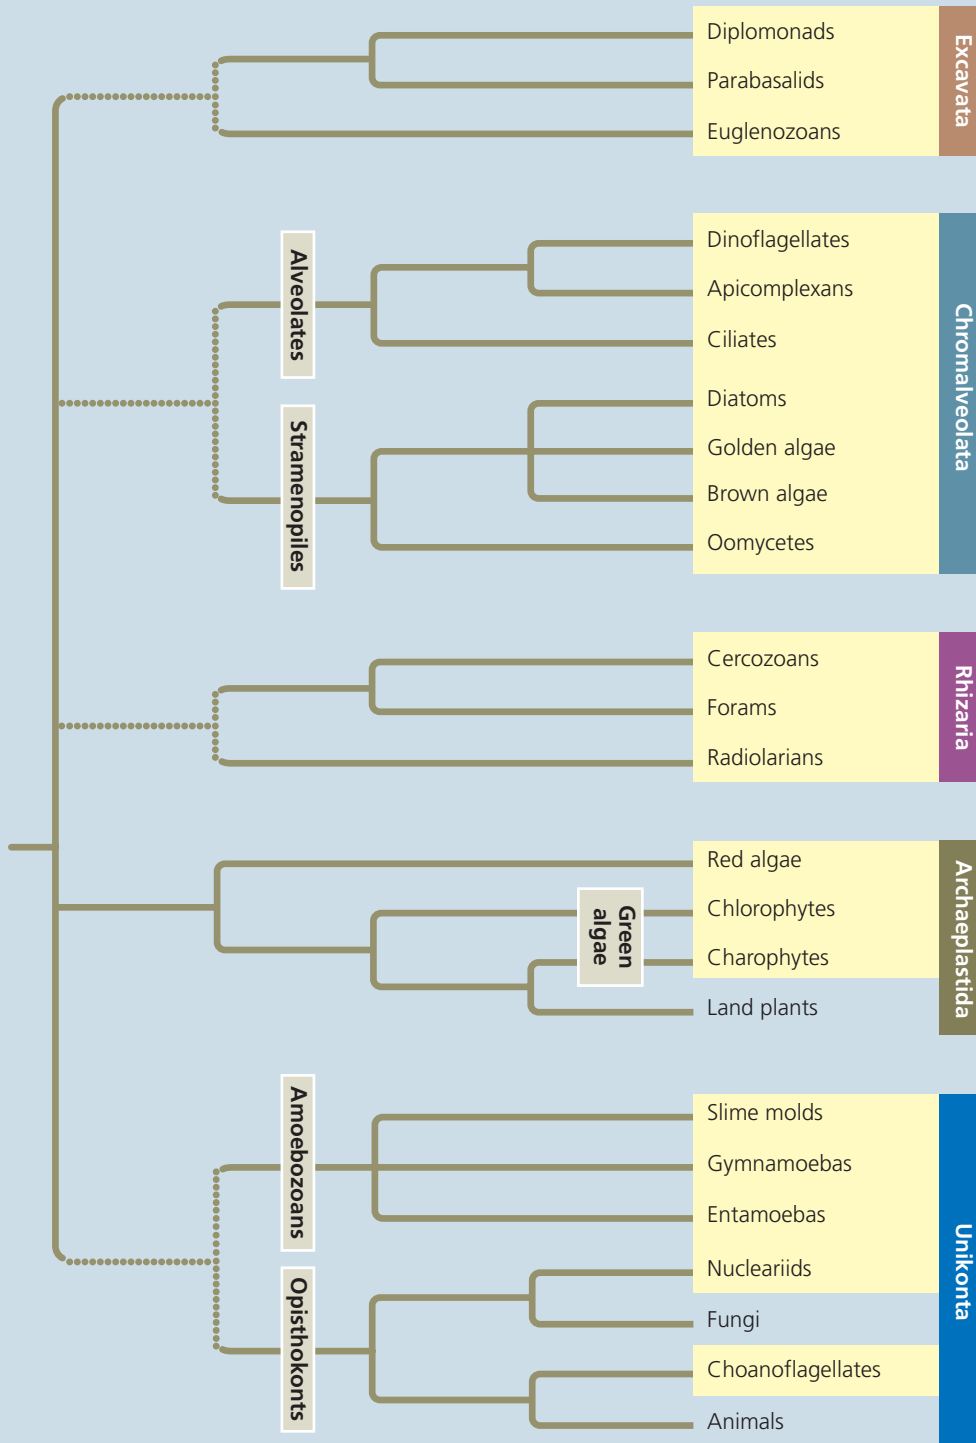 Diplomonads
Parabasalids
Euglenozoans
Excavata
Alveolates
Dinoflagellates
Apicomplexans
Ciliates
Stramenopiles
Diatoms
Golden algae
Brown algae
Oomycetes
Chromalveolata
Cercozoans
Forams
Radiolarians
Rhizaria
Red algae
Green
algae
Chlorophytes
Charophytes
Land plants
Archaeplastida
Amoebozoans
Slime molds
Gymnamoebas
Entamoebas
Opisthokonts
Nucleariids
Fungi
Choanoflagellates
Animals
Unikonta